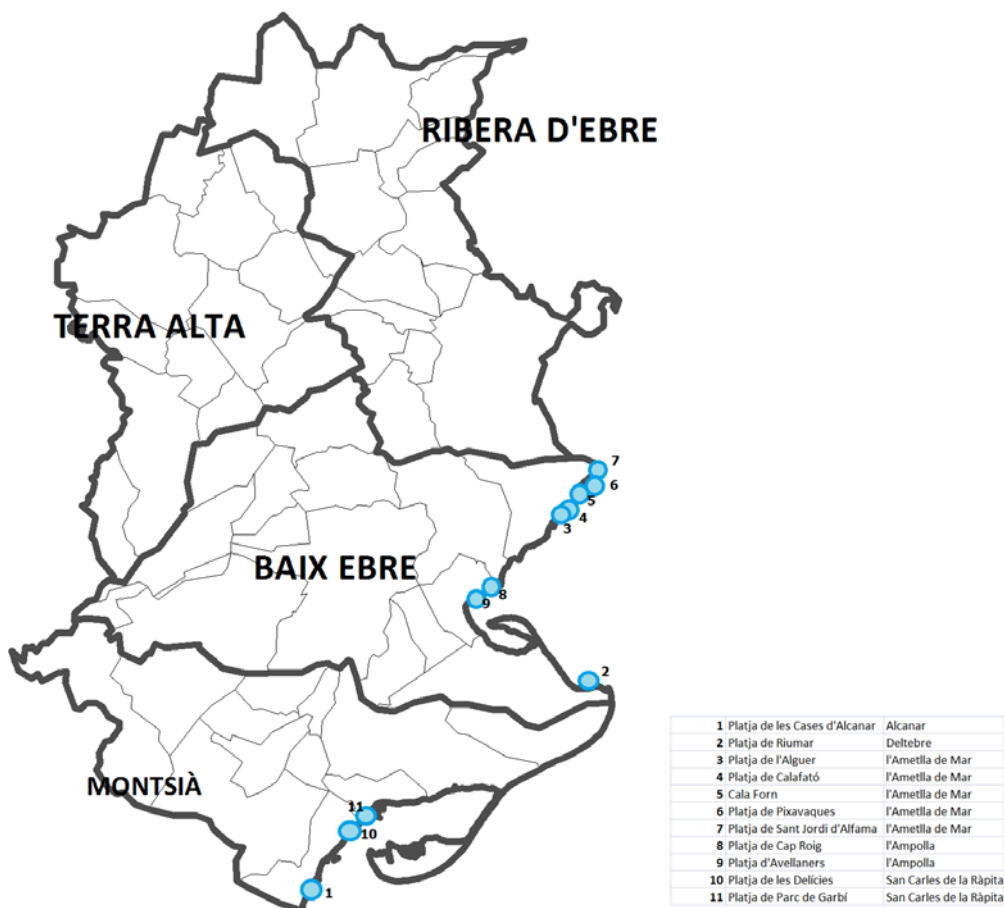 RIBERA D'EBRE
TERRA ALTA
7
6
5
4
3
BAIX EBRE
8
9
2
MONTSIÀ
11
10
1
1 Platja de les Cases d'Alcanar Alcanar
2 Platja de Riumar Deltebre
3 Platja de l'Alguer l'Ametlla de Mar
4 Platja de Calafató l'Ametlla de Mar
5 Cala Forn l'Ametlla de Mar
6 Platja de Pixavaques l'Ametlla de Mar
7 Platja de Sant Jordi d'Alfama l'Ametlla de Mar
8 Platja de Cap Roig l'Ampolla
9 Platja d'Avellaners l'Ampolla
10 Platja de les Delícies San Carles de la Ràpita
11 Platja de Parc de Garbí San Carles de la Ràpita